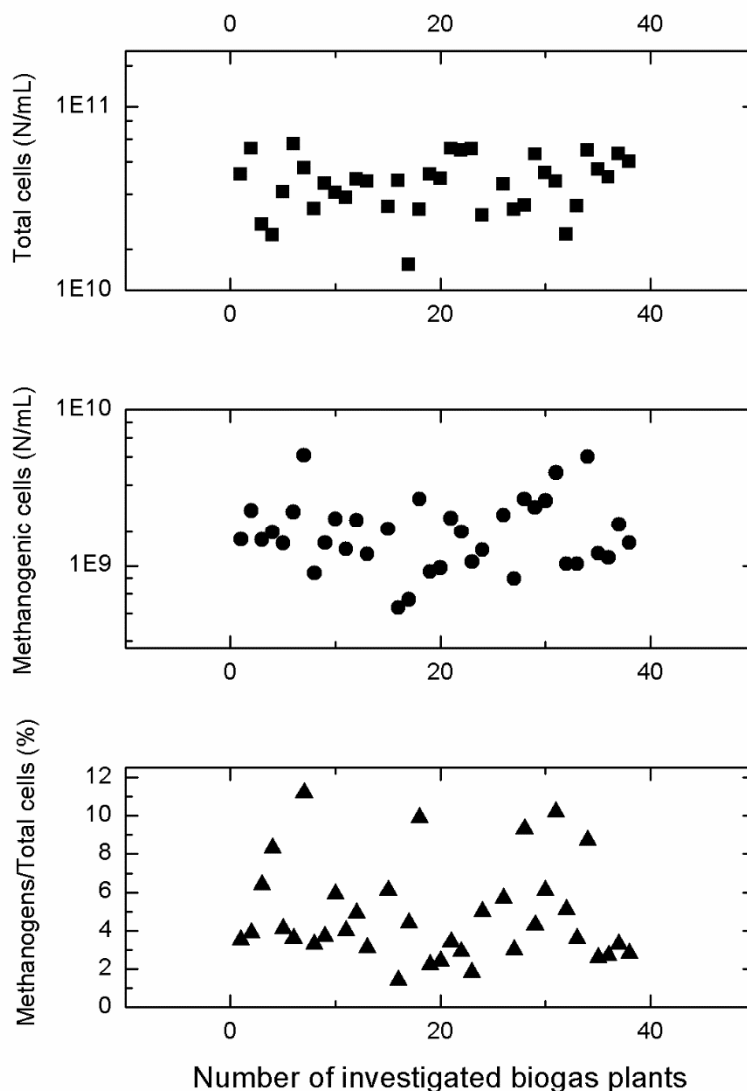 0 20 40
Total cells (N/mL)
1E11
1E10
0 20 40
Methanogenic cells (N/mL)
1E10
1E9
0 20 40
Methanogens/Total cells (%)
12
10
8
6
4
2
0
0 20 40
Number of investigated biogas plants